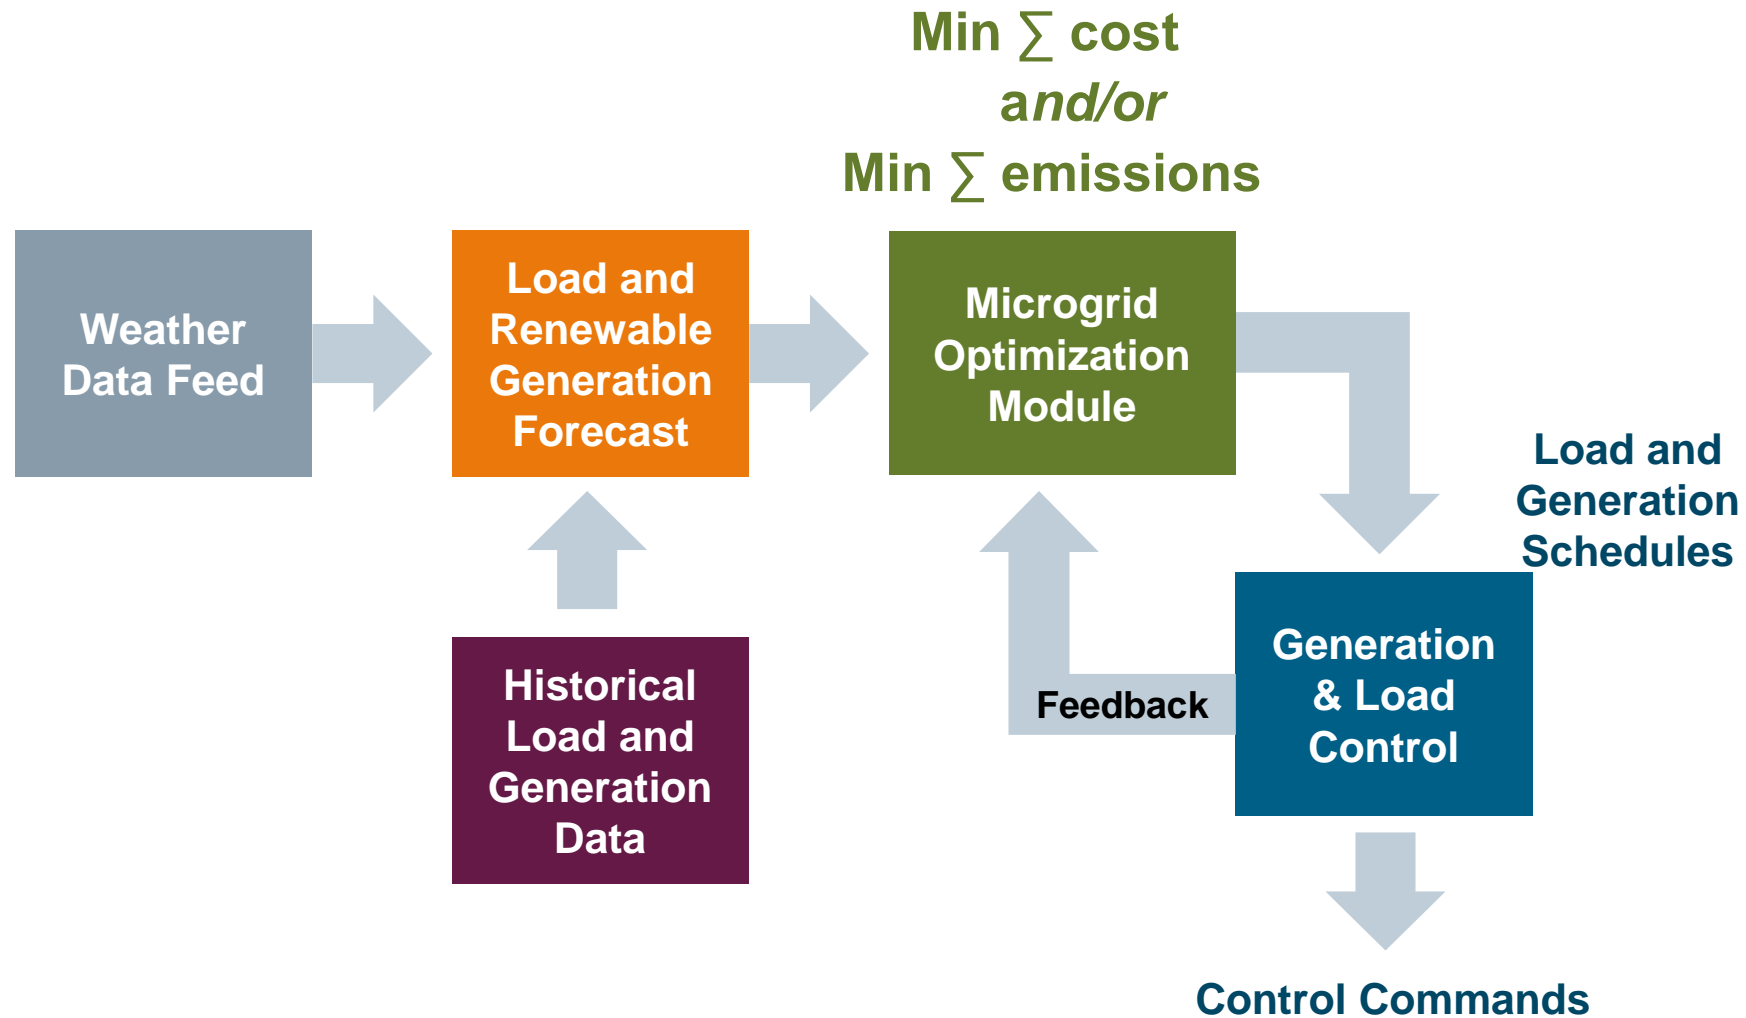 Min ∑ cost
and/or
Min ∑ emissions
Weather
Data Feed
Load and
Renewable
Generation
Forecast
Microgrid
Optimization
Module
Load and
Generation
Schedules
Historical
Load and
Generation
Data
Feedback
Generation
& Load
Control
Control Commands